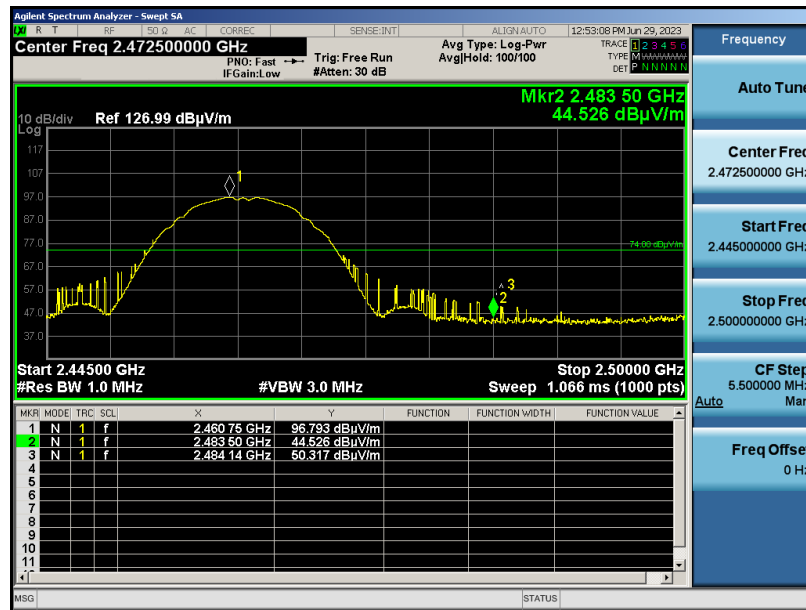 Agilent Spectrum Analyzer - Swept SA
LXI R T RF 50 Ω AC CORREC SENSE:INT ALIGN AUTO 12:53:08 PM Jun 29, 2023
Center Freq 2.472500000 GHz
PNO: Fast
IFGain:Low
Trig: Free Run
#Atten: 30 dB
Avg Type: Log-Pwr
Avg|Hold: 100/100
TRACE 1 2 3 4 5 6
TYPE M
DET P N N N N N
Mkr2 2.483 50 GHz
44.526 dBµV/m
10 dB/div Ref 126.99 dBµV/m
Log
117
107
97.0
87.0
77.0
67.0
57.0
47.0
37.0
74.00 dBµV/m
1
2
3
Start 2.44500 GHz Stop 2.50000 GHz
#Res BW 1.0 MHz #VBW 3.0 MHz Sweep 1.066 ms (1000 pts)
MKR MODE TRC SCL X Y FUNCTION FUNCTION WIDTH FUNCTION VALUE
1 N 1 f 2.460 75 GHz 96.793 dBµV/m
2 N 1 f 2.483 50 GHz 44.526 dBµV/m
3 N 1 f 2.484 14 GHz 50.317 dBµV/m
4
5
6
7
8
9
10
11
MSG STATUS
Frequency
Auto Tune
Center Freq
2.472500000 GHz
Start Freq
2.445000000 GHz
Stop Freq
2.500000000 GHz
CF Step
5.500000 MHz
Auto Man
Freq Offset
0 Hz